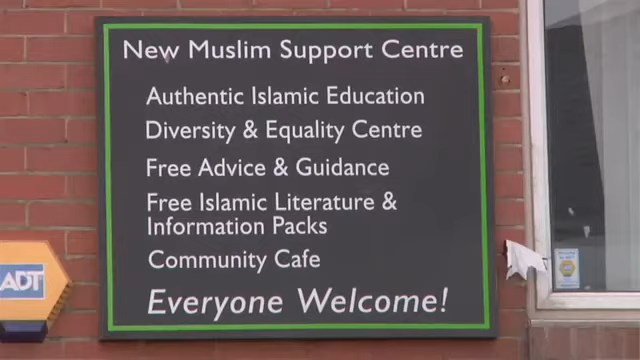 New Muslim Support Centre
Authentic Islamic Education
Diversity & Equality Centre
Free Advice & Guidance
Free Islamic Literature &
Information Packs
Community Cafe
Everyone Welcome!
ADT